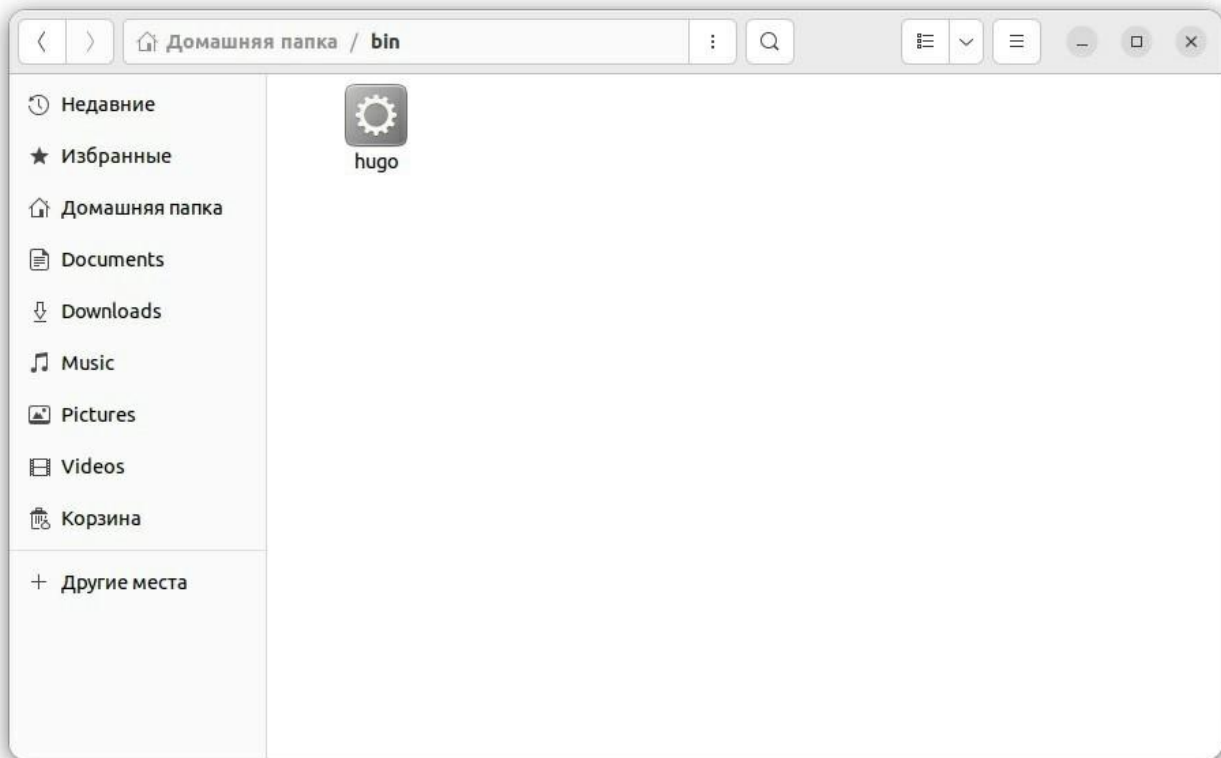 Домашняя папка / bin
Недавние
Избранные
Домашняя папка
Documents
Downloads
Music
Pictures
Videos
Корзина
Другие места
hugo